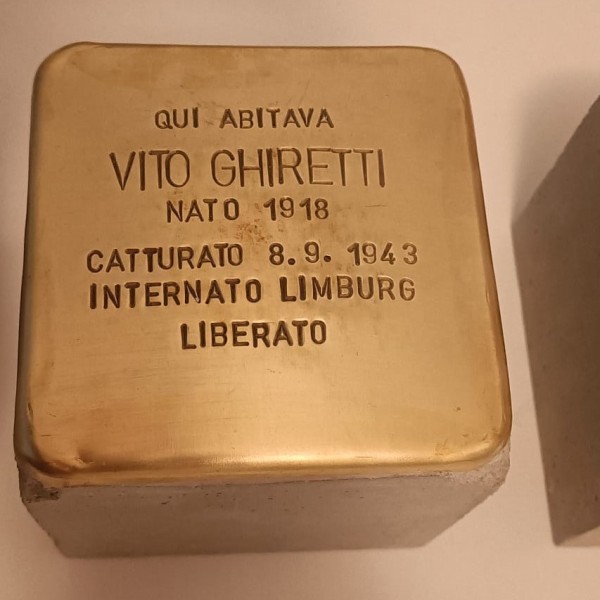 QUI ABITAVA
VITO GHIRETTI
NATO 1918
CATTURATO 8.9.1943
INTERNATO LIMBURG
LIBERATO